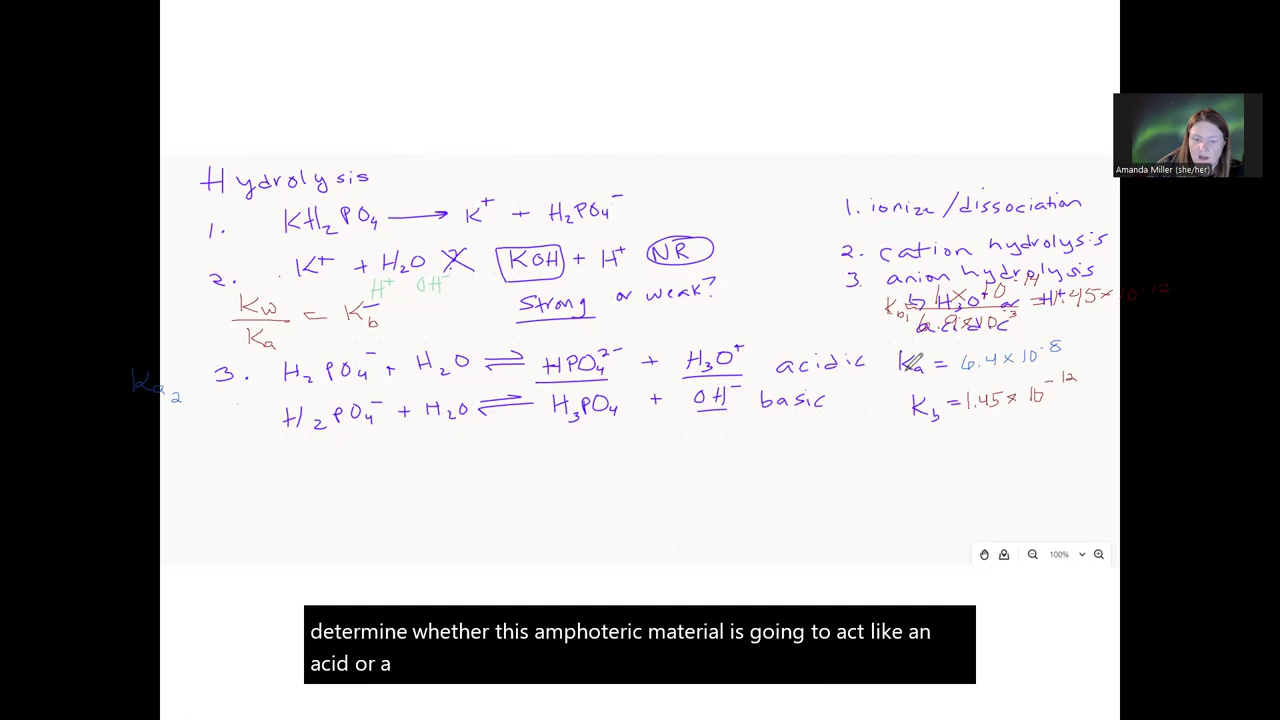 Hydrolysis
1. KH₂PO₄ → K⁺ + H₂PO₄⁻
2. K⁺ + H₂O KOH + H⁺ NR
H⁺ OH⁻
Strong or weak?
Kw/Ka = Kb
3. H₂PO₄⁻ + H₂O ⇌ HPO₄²⁻ + H₃O⁺ acidic Ka = 6.4 × 10⁻⁸
Ka₂
H₂PO₄⁻ + H₂O ⇌ H₃PO₄ + OH⁻ basic Kb = 1.45 × 10⁻¹²
1. ionize/dissociation
2. cation hydrolysis
3. anion hydrolysis
Amanda Miller (she/her)
100%
determine whether this amphoteric material is going to act like an
acid or a